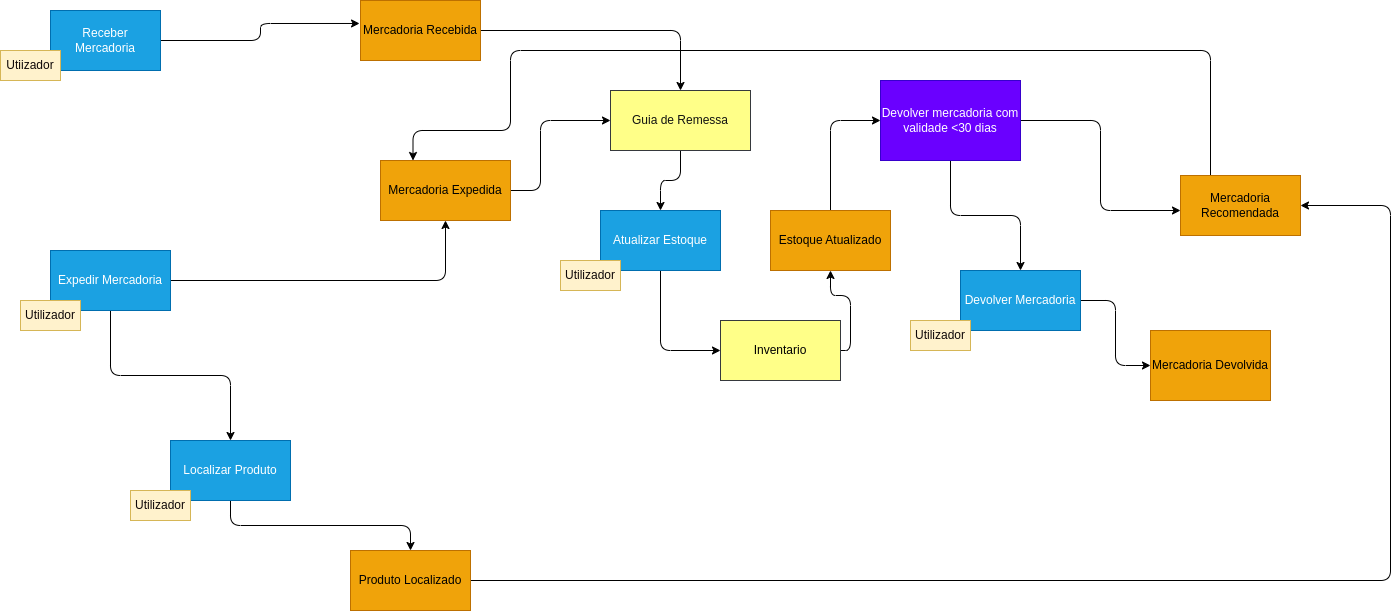 Receber
Mercadoria
Utiizador
Mercadoria Recebida
Guia de Remessa
Devolver mercadoria com
validade <30 dias
Mercadoria Expedida
Mercadoria
Recomendada
Atualizar Estoque
Utilizador
Estoque Atualizado
Expedir Mercadoria
Utilizador
Devolver Mercadoria
Utilizador
Inventario
Mercadoria Devolvida
Localizar Produto
Utilizador
Produto Localizado